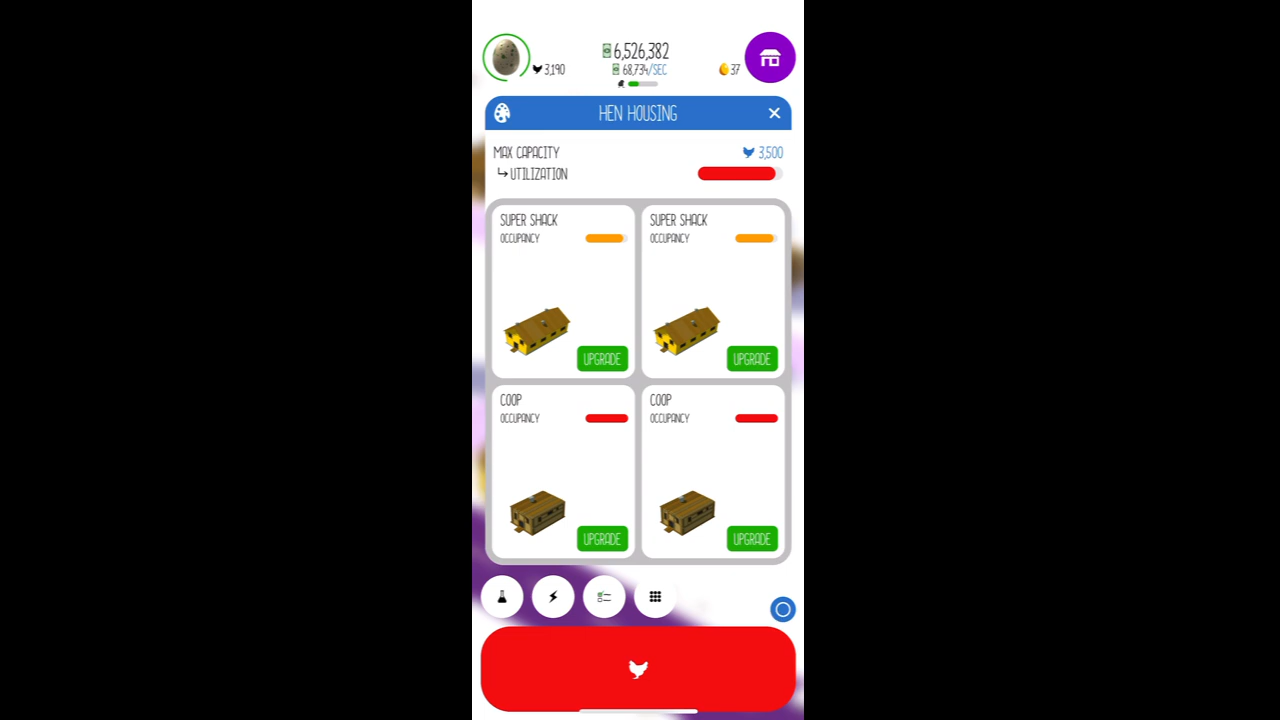 6,526,382
3,190
68,734/SEC
37
HEN HOUSING
MAX CAPACITY
3,500
UTILIZATION
SUPER SHACK
SUPER SHACK
OCCUPANCY
OCCUPANCY
UPGRADE
UPGRADE
COOP
COOP
OCCUPANCY
OCCUPANCY
UPGRADE
UPGRADE